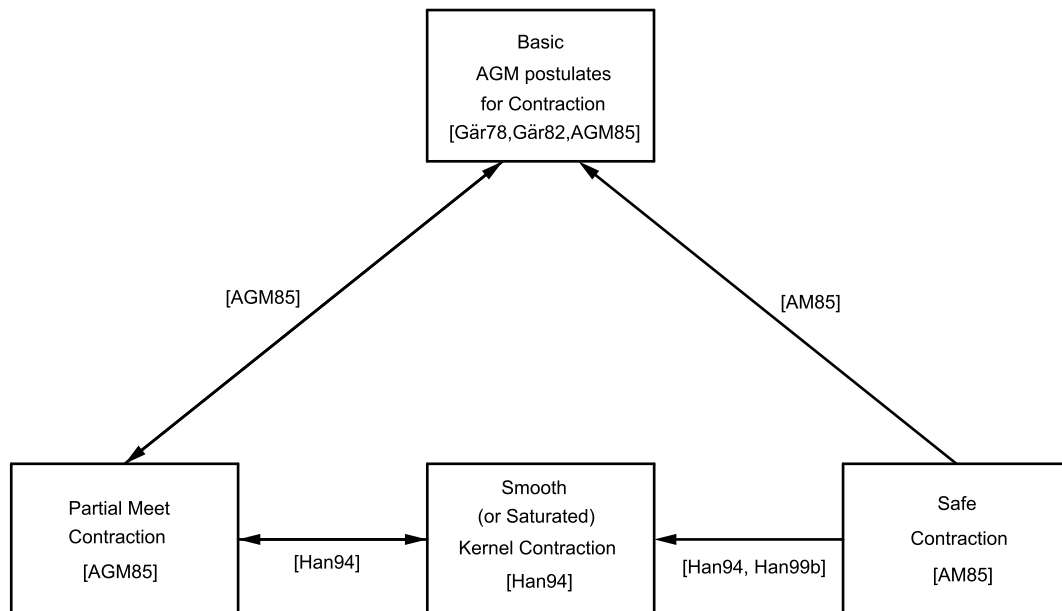 Basic
AGM postulates
for Contraction
[Gär78,Gär82,AGM85]
[AGM85]
[AM85]
Partial Meet
Contraction
[AGM85]
[Han94]
Smooth
(or Saturated)
Kernel Contraction
[Han94]
[Han94, Han99b]
Safe
Contraction
[AM85]